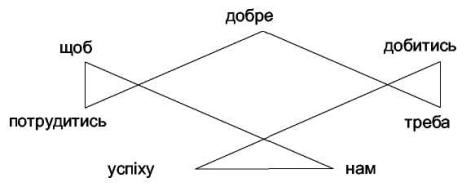 добре
щоб
добитись
потрудитись
треба
успіху
нам